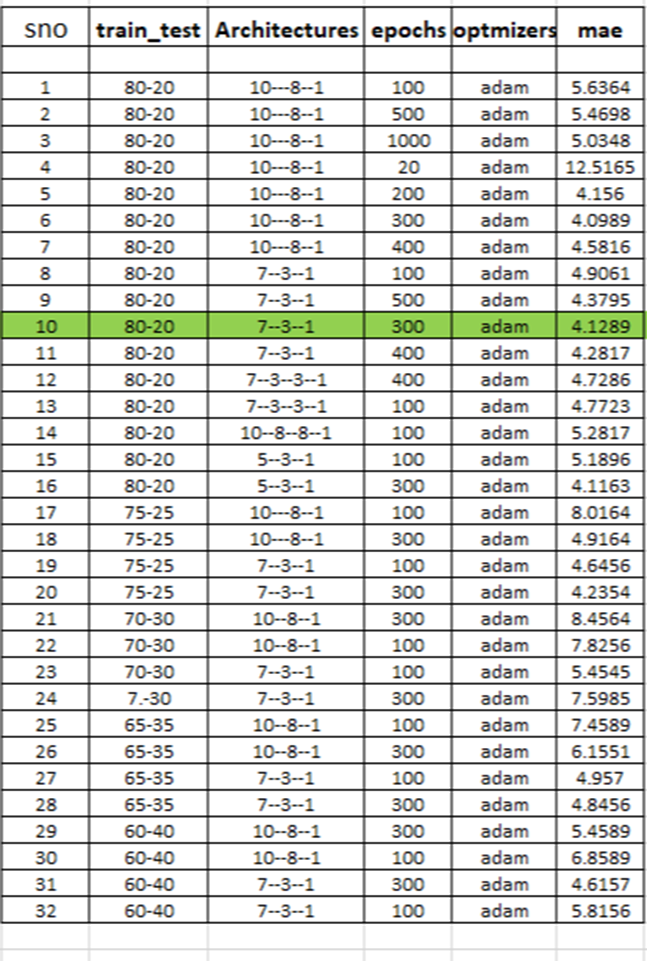 sno train_test Architectures epochs optmizers mae
1 80-20 10---8--1 100 adam 5.6364
2 80-20 10---8--1 500 adam 5.4698
3 80-20 10---8--1 1000 adam 5.0348
4 80-20 10---8--1 20 adam 12.5165
5 80-20 10---8--1 200 adam 4.156
6 80-20 10---8--1 300 adam 4.0989
7 80-20 10---8--1 400 adam 4.5816
8 80-20 7--3--1 100 adam 4.9061
9 80-20 7--3--1 500 adam 4.3795
10 80-20 7--3--1 300 adam 4.1289
11 80-20 7--3--1 400 adam 4.2817
12 80-20 7--3--3--1 400 adam 4.7286
13 80-20 7--3--3--1 100 adam 4.7723
14 80-20 10--8--8--1 100 adam 5.2817
15 80-20 5--3--1 100 adam 5.1896
16 80-20 5--3--1 300 adam 4.1163
17 75-25 10---8--1 100 adam 8.0164
18 75-25 10---8--1 300 adam 4.9164
19 75-25 7--3--1 100 adam 4.6456
20 75-25 7--3--1 300 adam 4.2354
21 70-30 10--8--1 300 adam 8.4564
22 70-30 10--8--1 100 adam 7.8256
23 70-30 7--3--1 100 adam 5.4545
24 7.-30 7--3--1 300 adam 7.5985
25 65-35 10--8--1 100 adam 7.4589
26 65-35 10--8--1 300 adam 6.1551
27 65-35 7--3--1 100 adam 4.957
28 65-35 7--3--1 300 adam 4.8456
29 60-40 10--8--1 300 adam 5.4589
30 60-40 10--8--1 100 adam 6.8589
31 60-40 7--3--1 300 adam 4.6157
32 60-40 7--3--1 100 adam 5.8156